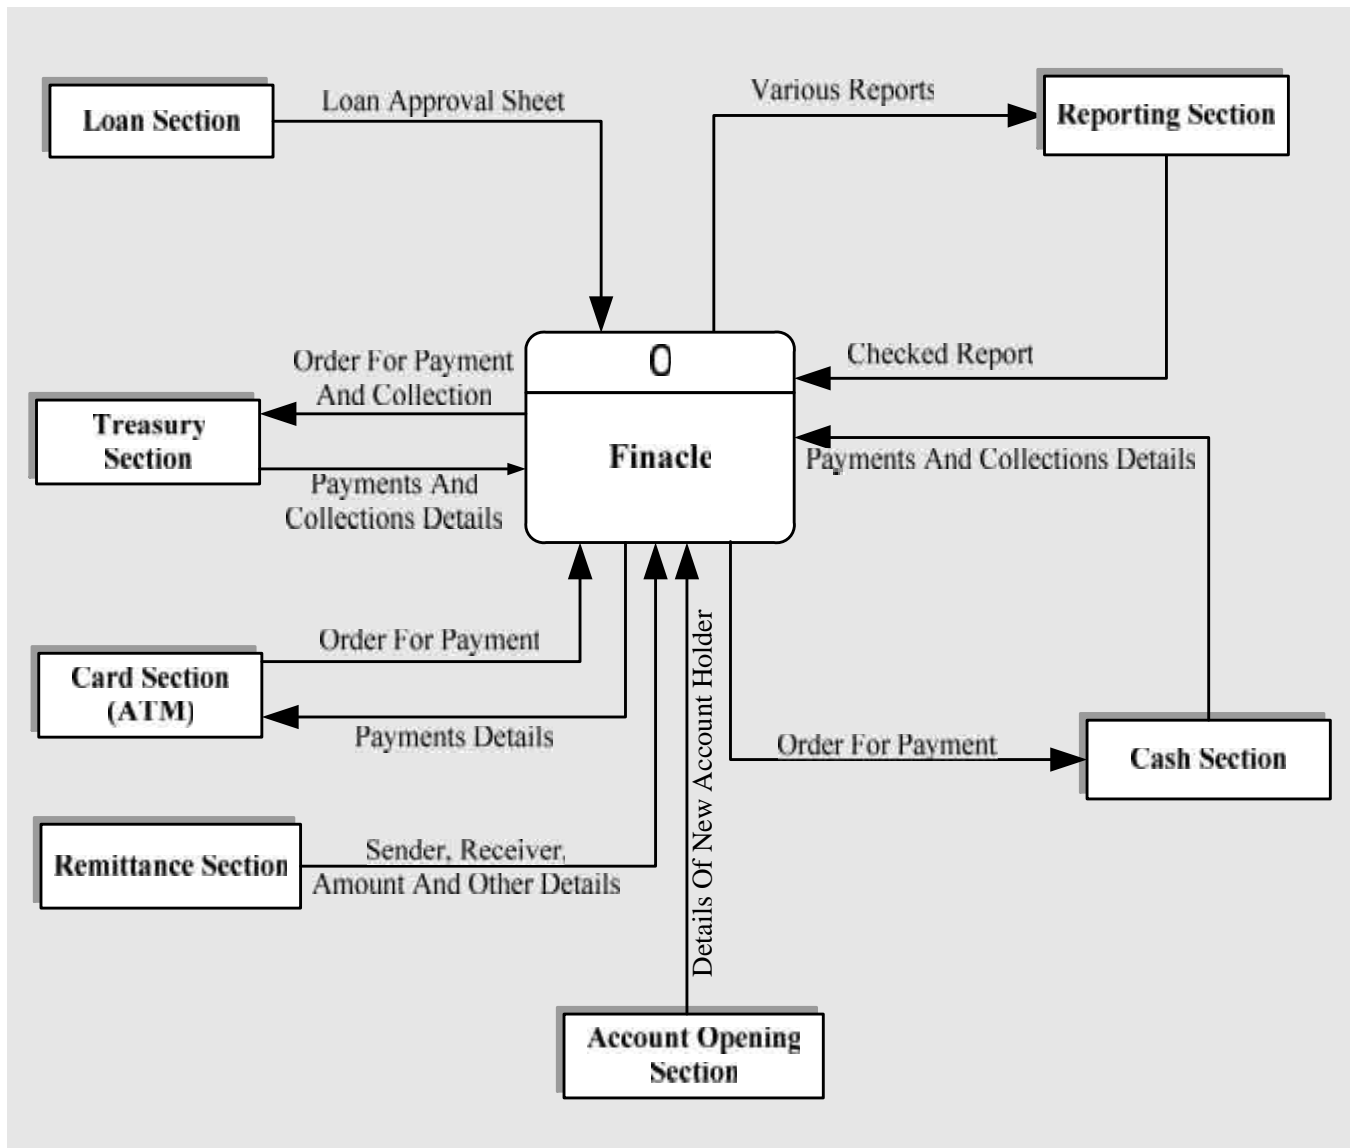 Loan Section
Loan Approval Sheet
Various Reports
Reporting Section
0
Finacle
Checked Report
Order For Payment
And Collection
Treasury
Section
Payments And
Collections Details
Payments And Collections Details
Order For Payment
Card Section
(ATM)
Payments Details
Details Of New Account Holder
Order For Payment
Cash Section
Remittance Section
Sender, Receiver,
Amount And Other Details
Account Opening
Section